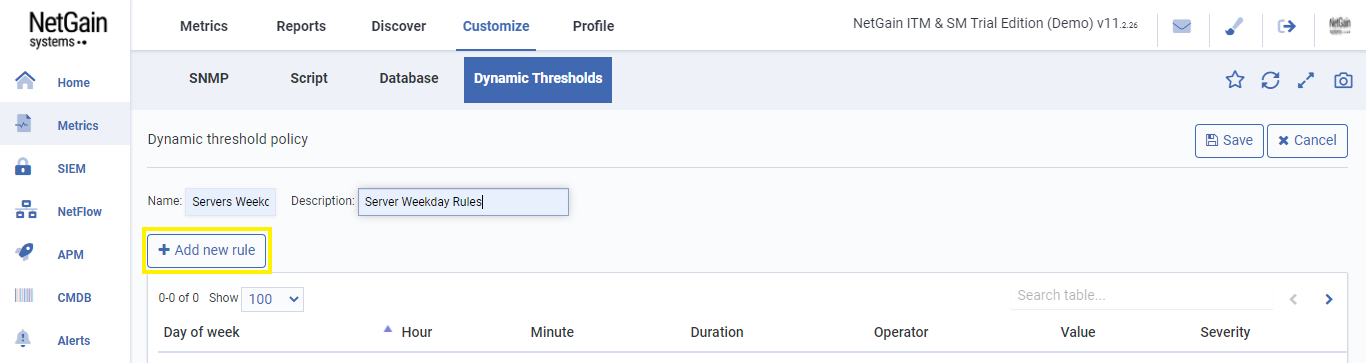 NetGain
systems
Metrics Reports Discover Customize Profile
NetGain ITM & SM Trial Edition (Demo) v11.2.26
NetGain
systems
SNMP Script Database Dynamic Thresholds
Home
Metrics
SIEM
NetFlow
APM
CMDB
Alerts
Dynamic threshold policy
Save Cancel
Name: Servers Weekd Description: Server Weekday Rules
+ Add new rule
0-0 of 0 Show 100 Search table...
Day of week Hour Minute Duration Operator Value Severity